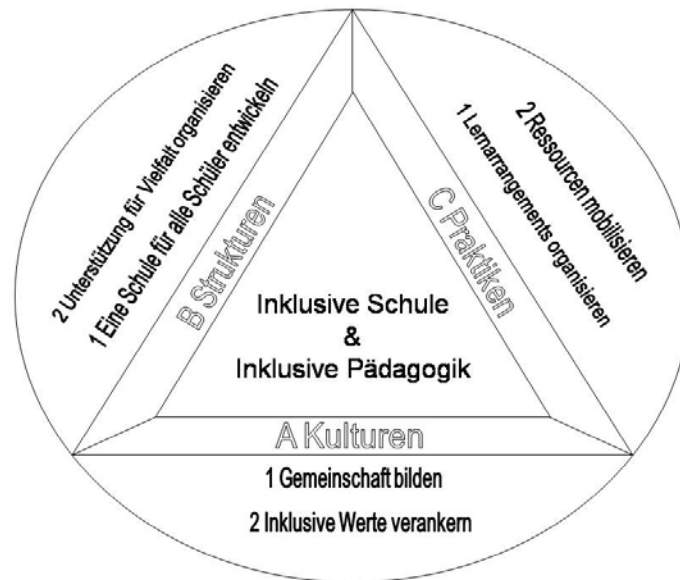 2 Unterstützung für Vielfalt organisieren
1 Eine Schule für alle Schüler entwickeln
B Strukturen
2 Ressourcen mobilisieren
1 Lernarrangements organisieren
C Praktiken
Inklusive Schule
&
Inklusive Pädagogik
A Kulturen
1 Gemeinschaft bilden
2 Inklusive Werte verankern